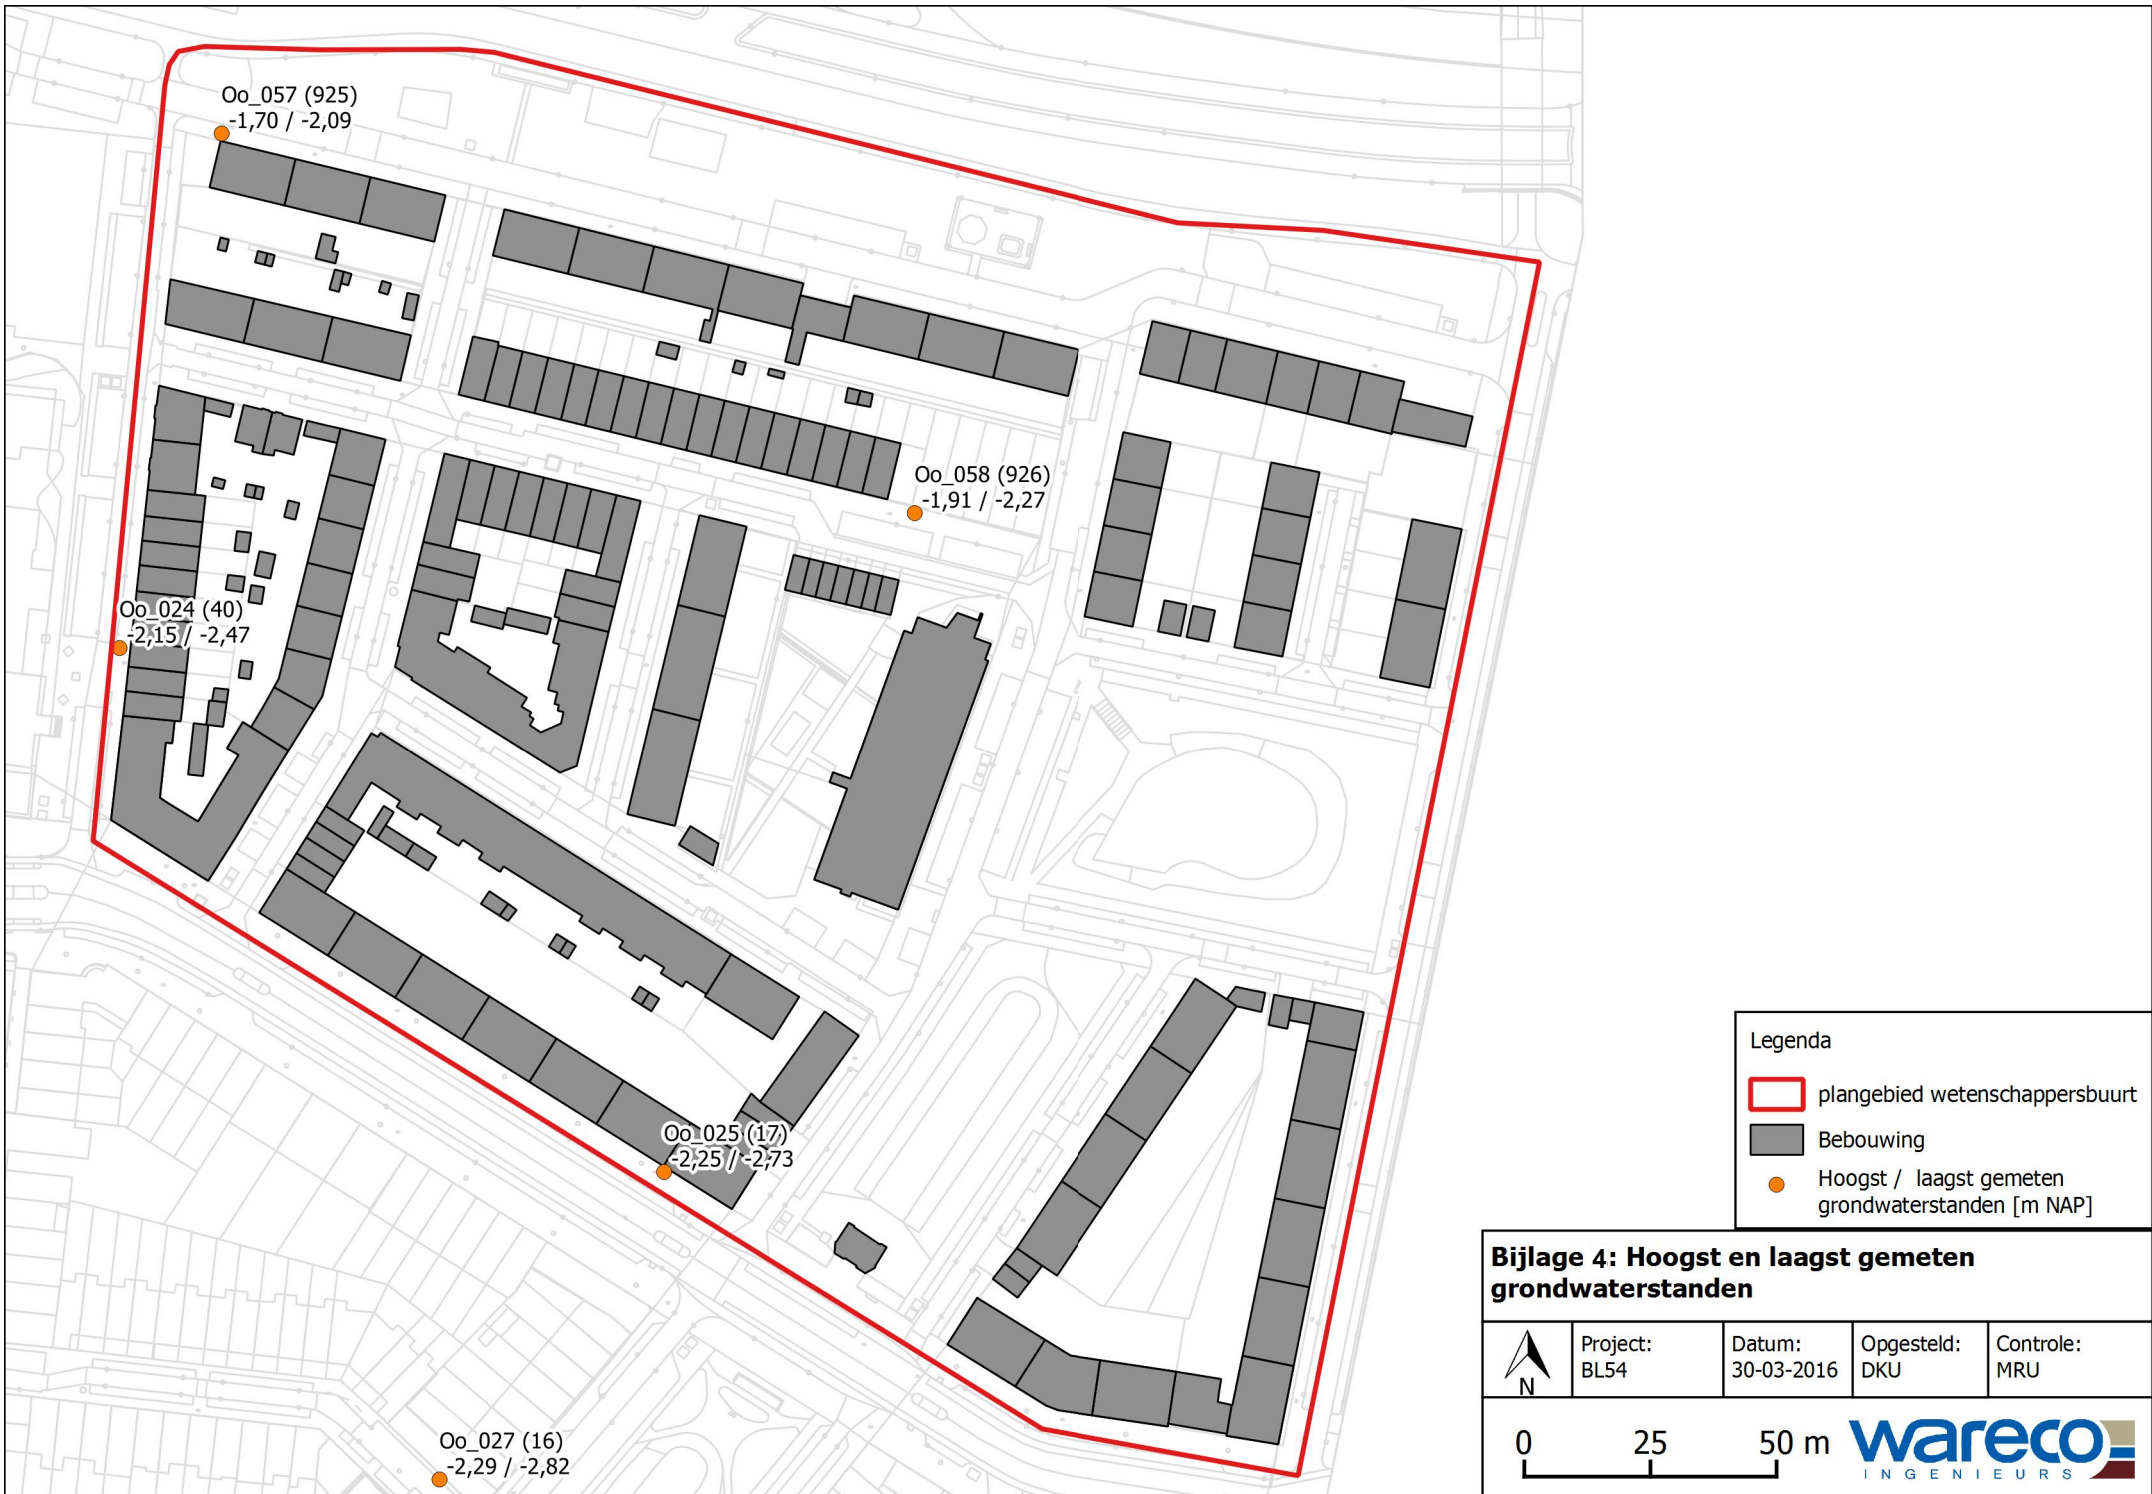 Oo_057 (925)
-1,70 / -2,09
Oo_058 (926)
-1,91 / -2,27
Oo_024 (40)
-2,15 / -2,47
Oo_025 (17)
-2,25 / -2,73
Oo_027 (16)
-2,29 / -2,82
Legenda
plangebied wetenschappersbuurt
Bebouwing
Hoogst / laagst gemeten
grondwaterstanden [m NAP]
Bijlage 4: Hoogst en laagst gemeten
grondwaterstanden
N
Project:
BL54
Datum:
30-03-2016
Opgesteld:
DKU
Controle:
MRU
0 25 50 m
wareco
INGENIEURS